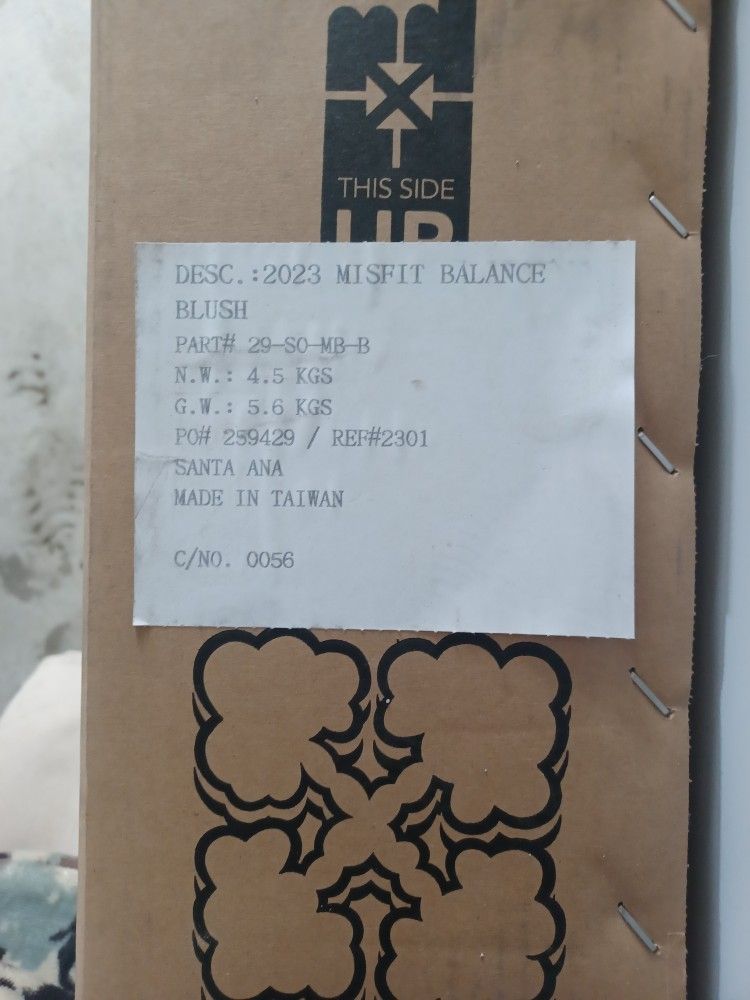 THIS SIDE
UP
DESC.:2023 MISFIT BALANCE
BLUSH
PART# 29-SO-MB-B
N.W.: 4.5 KGS
G.W.: 5.6 KGS
PO# 259429 / REF#2301
SANTA ANA
MADE IN TAIWAN
C/NO. 0056